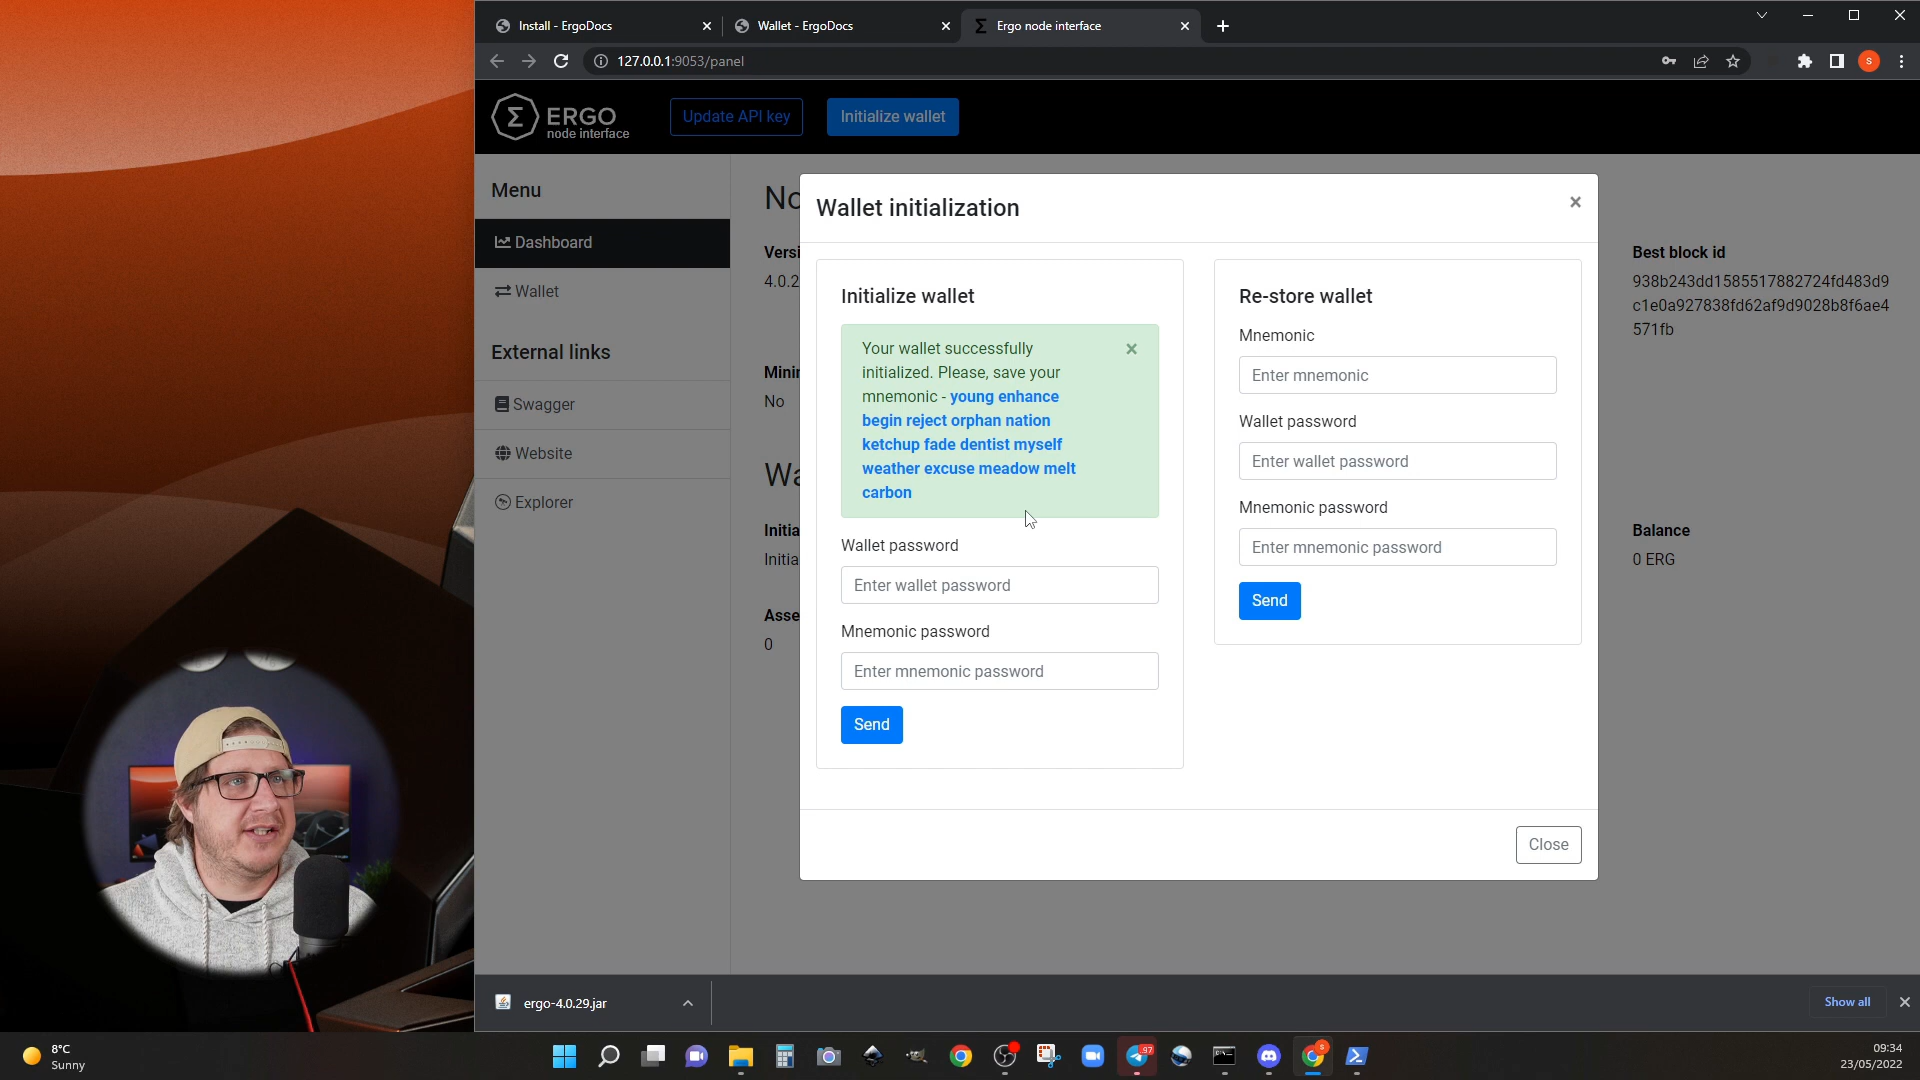 Install - ErgoDocs
Wallet - ErgoDocs
Ergo node interface
127.0.0.1:9053/panel
S
Σ ERGO
node interface
Update API key
Initialize wallet
Menu
Dashboard
Wallet
External links
Swagger
Website
Explorer
No
Versi
4.0.2
Minin
No
Wa
Initia
Initia
Asse
0
Wallet initialization
×
Initialize wallet
Your wallet successfully
initialized. Please, save your
mnemonic - young enhance
begin reject orphan nation
ketchup fade dentist myself
weather excuse meadow melt
carbon
×
Wallet password
Enter wallet password
Mnemonic password
Enter mnemonic password
Send
Re-store wallet
Mnemonic
Enter mnemonic
Wallet password
Enter wallet password
Mnemonic password
Enter mnemonic password
Send
Close
Best block id
938b243dd1585517882724fd483d9
c1e0a927838fd62af9d9028b8f6ae4
571fb
Balance
0 ERG
ergo-4.0.29.jar
Show all
8°C
Sunny
97
S
09:34
23/05/2022